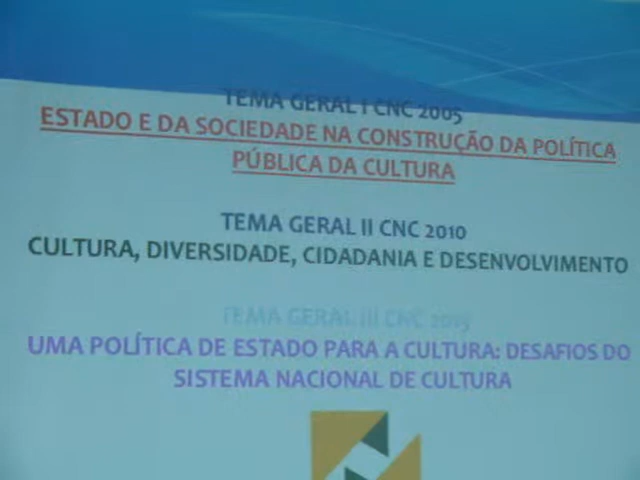 TEMA GERAL I CNC 2005
ESTADO E DA SOCIEDADE NA CONSTRUÇÃO DA POLÍTICA
PÚBLICA DA CULTURA
TEMA GERAL II CNC 2010
CULTURA, DIVERSIDADE, CIDADANIA E DESENVOLVIMENTO
TEMA GERAL III CNC 2013
UMA POLÍTICA DE ESTADO PARA A CULTURA: DESAFIOS DO
SISTEMA NACIONAL DE CULTURA